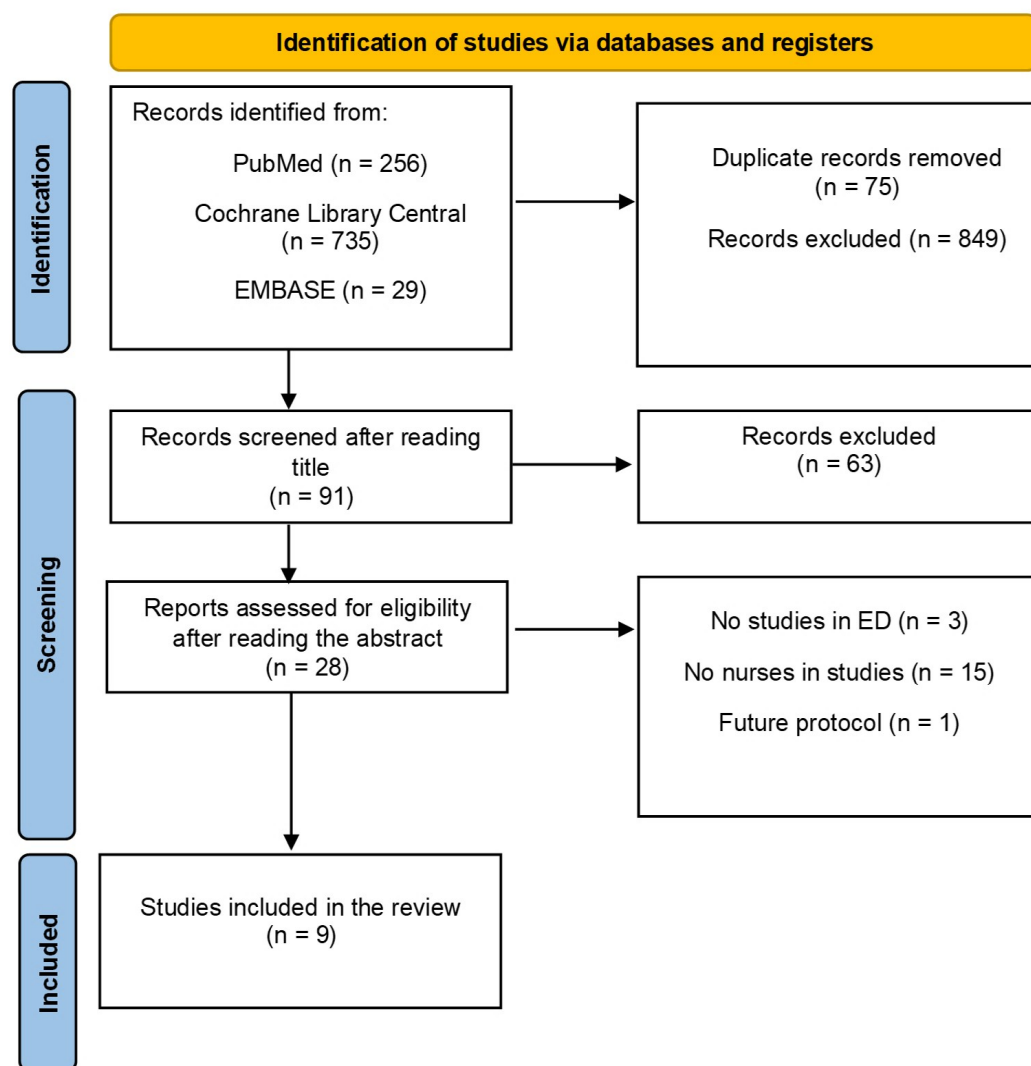 Identification of studies via databases and registers
Identification
Records identified from:
PubMed (n = 256)
Cochrane Library Central
(n = 735)
EMBASE (n = 29)
Duplicate records removed
(n = 75)
Records excluded (n = 849)
Screening
Records screened after reading
title
(n = 91)
Records excluded
(n = 63)
Reports assessed for eligibility
after reading the abstract
(n = 28)
No studies in ED (n = 3)
No nurses in studies (n = 15)
Future protocol (n = 1)
Included
Studies included in the review
(n = 9)